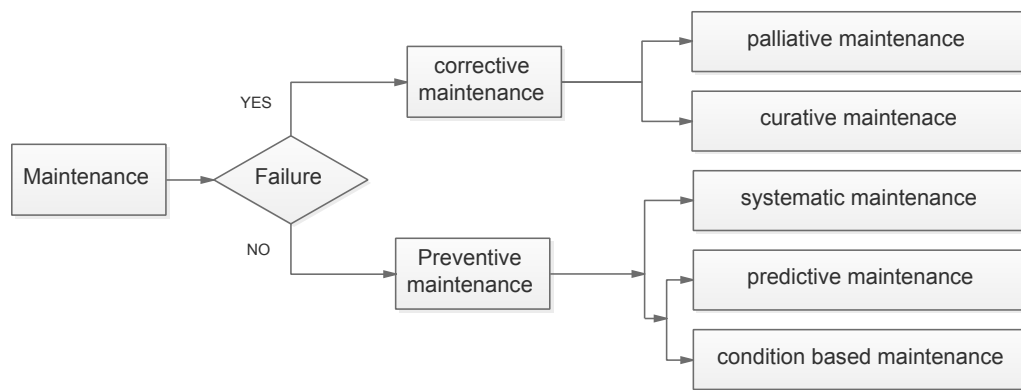 palliative maintenance
corrective
maintenance
YES
curative maintenace
Maintenance
Failure
systematic maintenance
NO
Preventive
maintenance
predictive maintenance
condition based maintenance